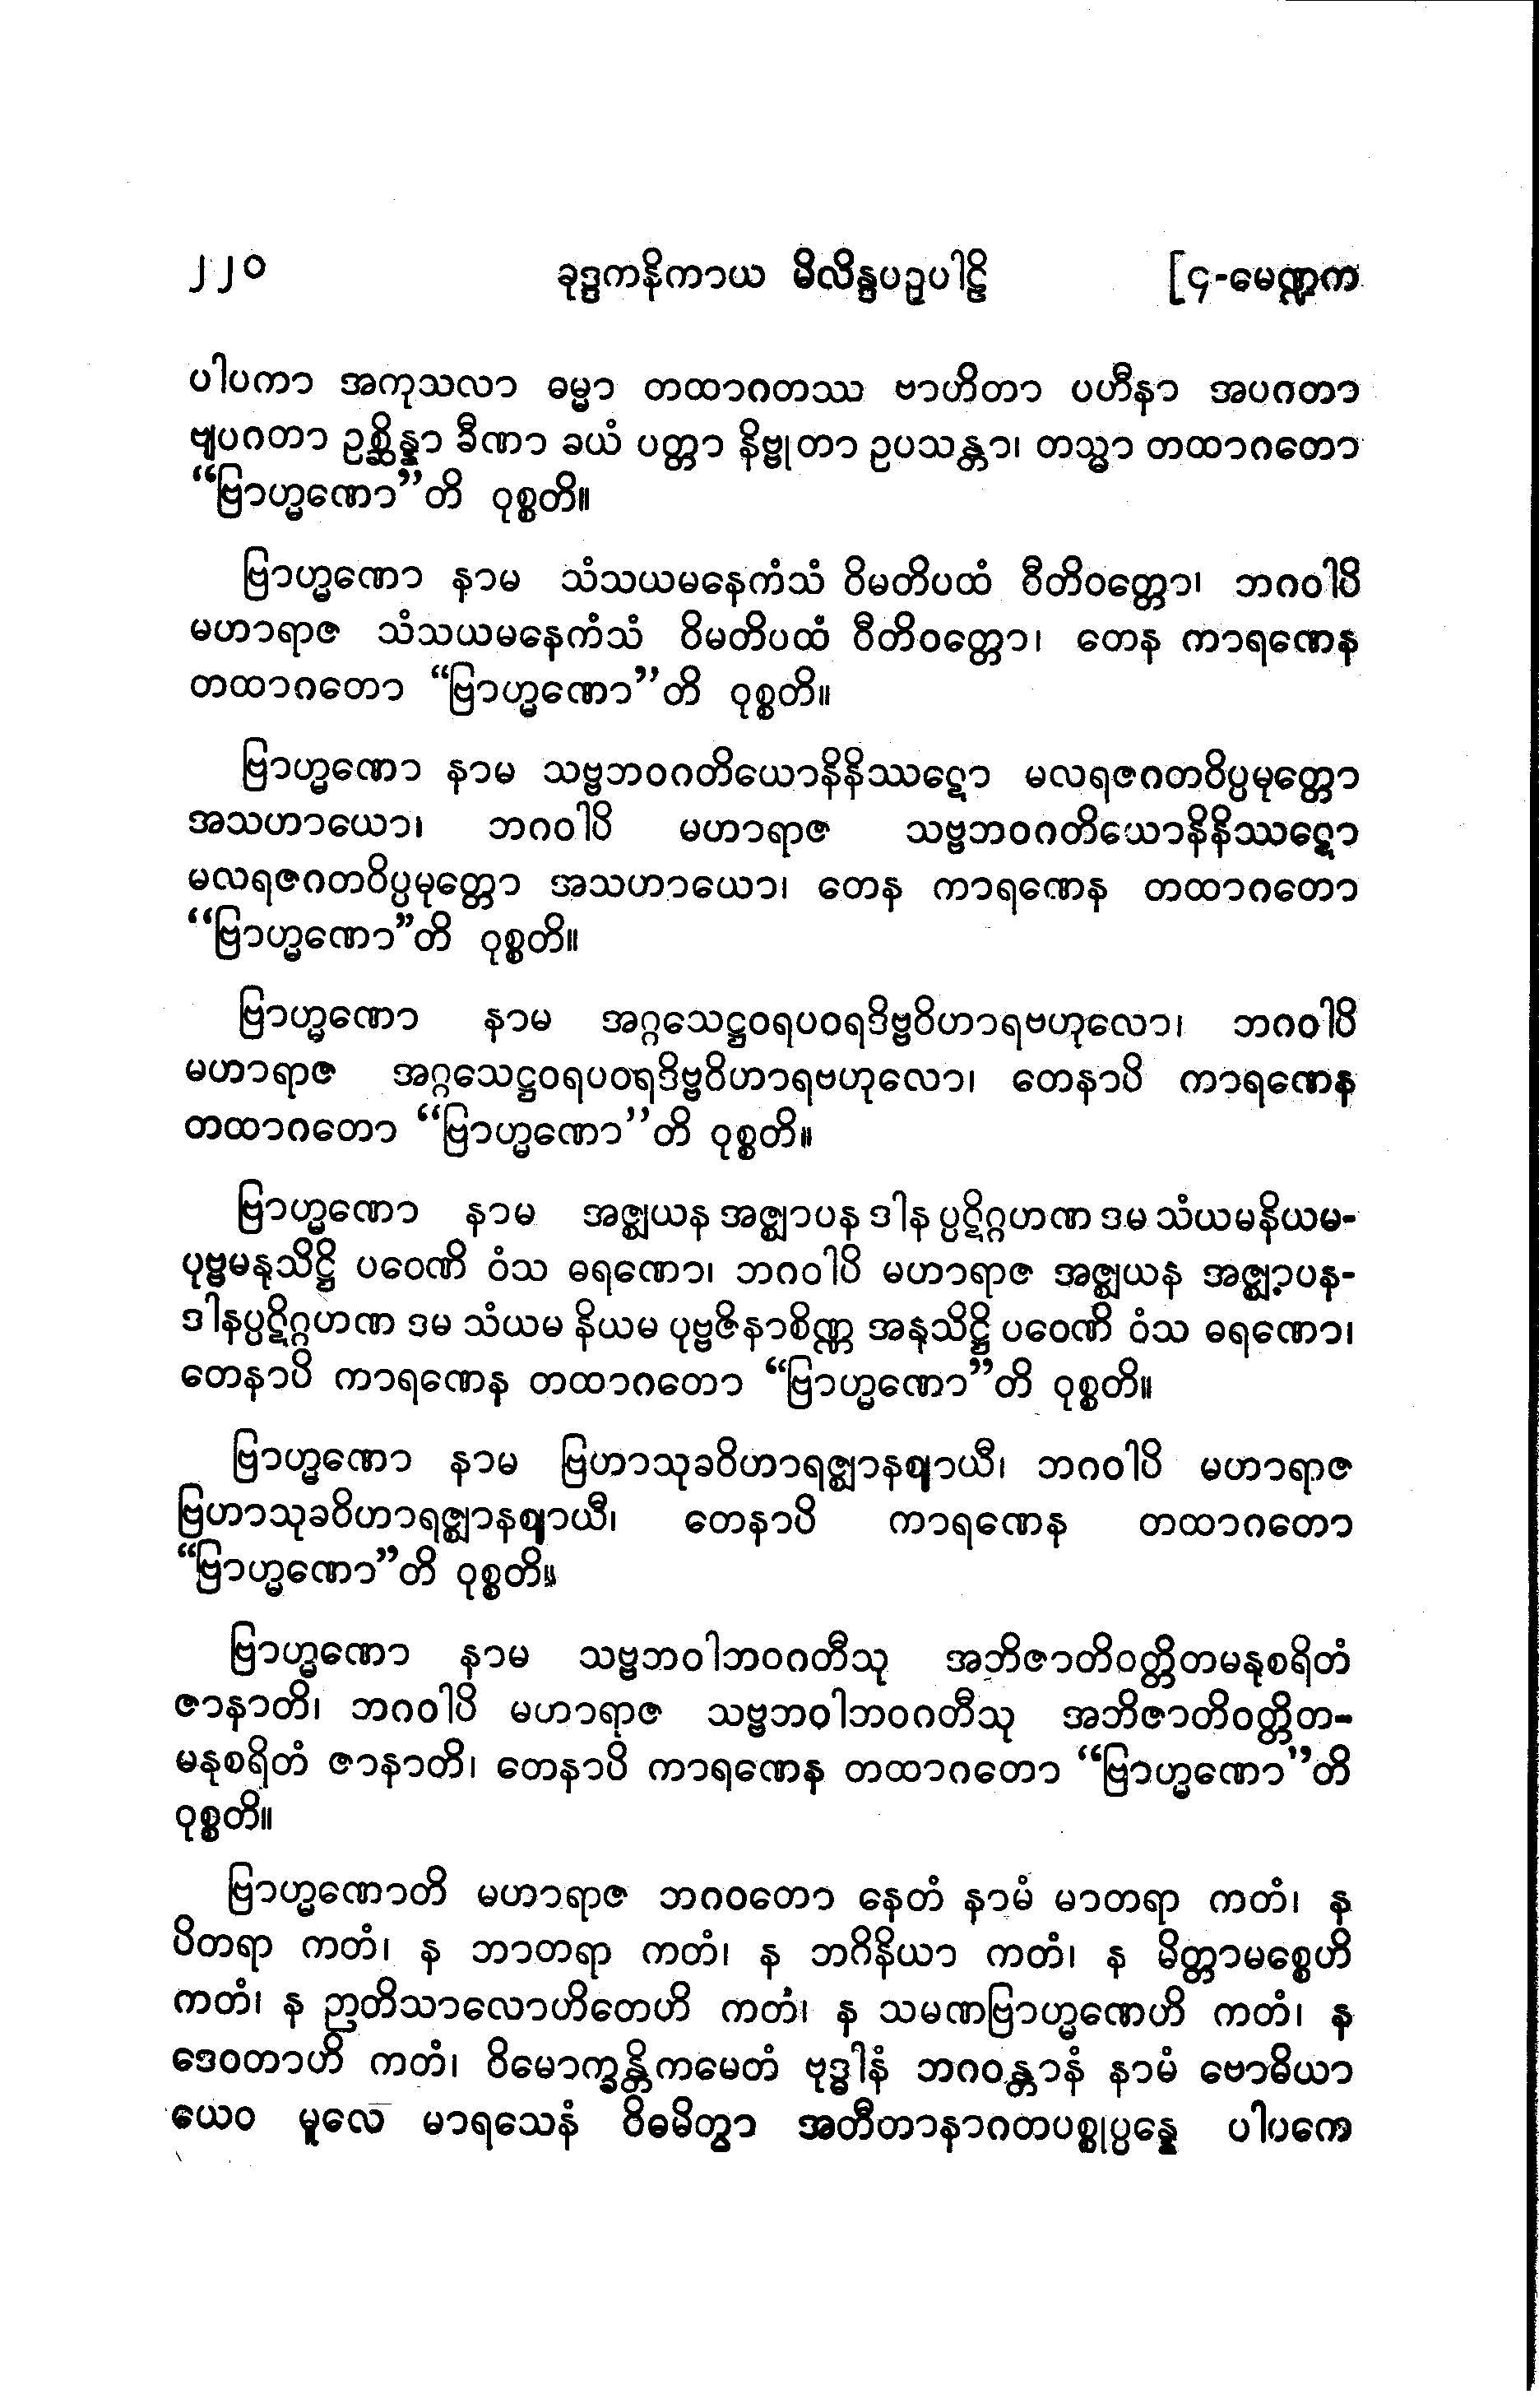 ၂၂၀ ခုဒ္ဒကနိကာယ မိလိန္ဒပဉှပါဠိ [၄-မေဏ္ဍက
ပါပကာ အကုသလာ ဓမ္မာ တထာဂတဿ ဗာဟိတာ ပဟီနာ အပဂတာ
ဗျပဂတာ ဥစ္ဆိန္နာ ခီဏာ ခယံ ပတ္တာ နိဗ္ဗုတာ ဥပသန္တာ၊ တသ္မာ တထာဂတော
“ဗြာဟ္မဏော”တိ ဝုစ္စတိ။
ဗြာဟ္မဏော နာမ သံသယမနေကံသံ ဝိမတိပထံ ဝီတိဝတ္တော၊ ဘဂဝါပိ
မဟာရာဇ သံသယမနေကံသံ ဝိမတိပထံ ဝီတိဝတ္တော၊ တေန ကာရဏေန
တထာဂတော “ဗြာဟ္မဏော”တိ ဝုစ္စတိ။
ဗြာဟ္မဏော နာမ သဗ္ဗဘဝဂတိယောနိနိဿဋော မလရဇဂတဝိပ္ပမုတ္တော
အသဟာယော၊ ဘဂဝါပိ မဟာရာဇ သဗ္ဗဘဝဂတိယောနိနိဿဋော
မလရဇဂတဝိပ္ပမုတ္တော အသဟာယော၊ တေန ကာရဏေန တထာဂတော
“ဗြာဟ္မဏော”တိ ဝုစ္စတိ။
ဗြာဟ္မဏော နာမ အဂ္ဂသေဋ္ဌဝရပဝရဒိဗ္ဗဝိဟာရဗဟုလော၊ ဘဂဝါပိ
မဟာရာဇ အဂ္ဂသေဋ္ဌဝရပဝရဒိဗ္ဗဝိဟာရဗဟုလော၊ တေနာပိ ကာရဏေန
တထာဂတော “ဗြာဟ္မဏော”တိ ဝုစ္စတိ။
ဗြာဟ္မဏော နာမ အဇ္ဈယန အဇ္ဈာပန ဒါန ပ္ပဋိဂ္ဂဟဏ ဒမ သံယမနိယမ-
ပုဗ္ဗမနုသိဋ္ဌိ ပဝေဏိ ဝံသ ဓရဏော၊ ဘဂဝါပိ မဟာရာဇ အဇ္ဈယန အဇ္ဈာပန-
ဒါနပ္ပဋိဂ္ဂဟဏ ဒမ သံယမ နိယမ ပုဗ္ဗဇိနာစိဏ္ဏ အနုသိဋ္ဌိ ပဝေဏိ ဝံသ ဓရဏော၊
တေနာပိ ကာရဏေန တထာဂတော “ဗြာဟ္မဏော”တိ ဝုစ္စတိ။
ဗြာဟ္မဏော နာမ ဗြဟာသုခဝိဟာရဇ္ဈာနဈာယီ၊ ဘဂဝါပိ မဟာရာဇ
ဗြဟာသုခဝိဟာရဇ္ဈာနဈာယီ၊ တေနာပိ ကာရဏေန တထာဂတော
“ဗြာဟ္မဏော”တိ ဝုစ္စတိ။
ဗြာဟ္မဏော နာမ သဗ္ဗဘဝါဘဝဂတီသု အဘိဇာတိဝတ္တိတမနုစရိတံ
ဇာနာတိ၊ ဘဂဝါပိ မဟာရာဇ သဗ္ဗဘဝါဘဝဂတီသု အဘိဇာတိဝတ္တိတ-
မနုစရိတံ ဇာနာတိ၊ တေနာပိ ကာရဏေန တထာဂတော “ဗြာဟ္မဏော”တိ
ဝုစ္စတိ။
ဗြာဟ္မဏောတိ မဟာရာဇ ဘဂဝတော နေတံ နာမံ မာတရာ ကတံ၊ န
ပိတရာ ကတံ၊ န ဘာတရာ ကတံ၊ န ဘဂိနိယာ ကတံ၊ န မိတ္တာမစ္စေဟိ
ကတံ၊ န ဉာတိသာလောဟိတေဟိ ကတံ၊ န သမဏဗြာဟ္မဏေဟိ ကတံ၊ န
ဒေဝတာဟိ ကတံ၊ ဝိမောက္ခန္တိကမေတံ ဗုဒ္ဓါနံ ဘဂဝန္တာနံ နာမံ ဗောဓိယာ
ယေဝ မူလေ မာရသေနံ ဝိဓမိတွာ အတီတာနာဂတပစ္စုပ္ပန္နေ ပါပကေ